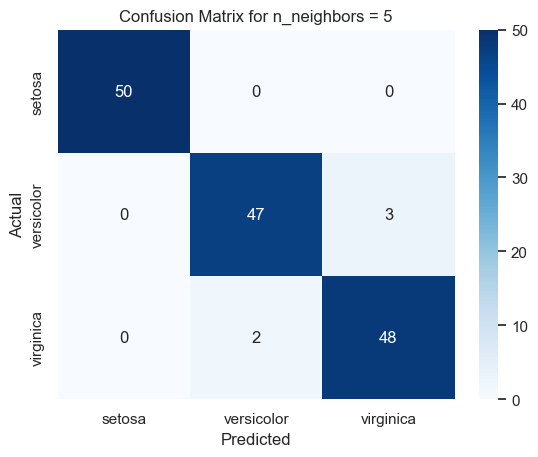 Confusion Matrix for n_neighbors = 5
Actual
setosa
versicolor
virginica
50 0 0
0 47 3
0 2 48
setosa versicolor virginica
Predicted
50
40
30
20
10
0